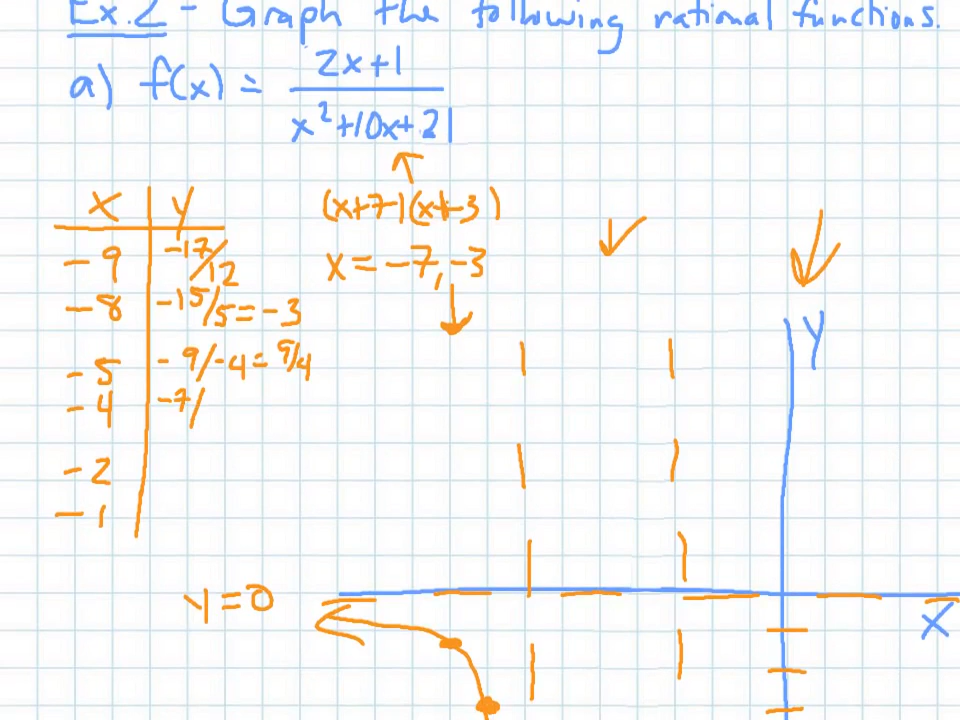 Ex.2 - Graph the following rational functions.
a) f(x) = 2x+1
x²+10x+21
(x+7)(x+3)
x = -7, -3
x y
-9 -17/12
-8 -15/5 = -3
-5 -9/-4 = 9/4
-4 -7/
-2
-1
y
y=0
x